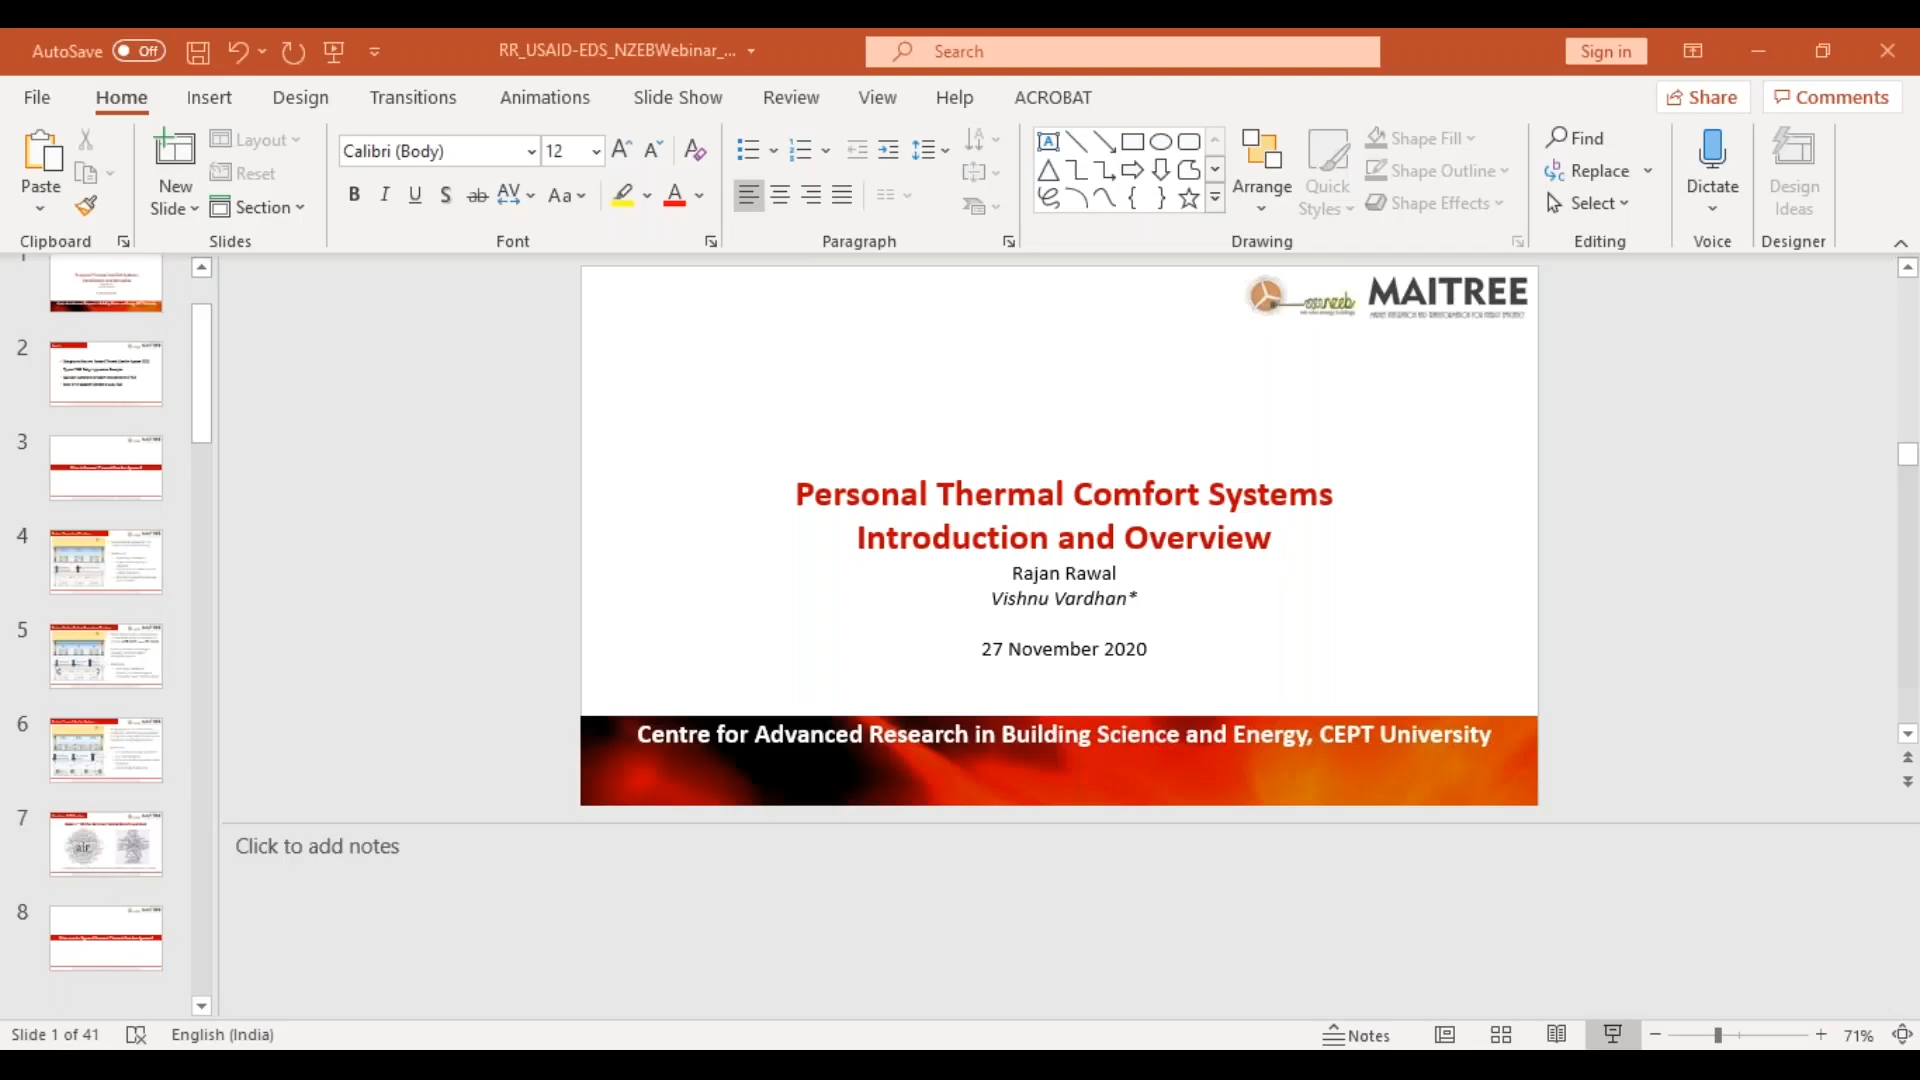 AutoSave Off RR_USAID-EDS_NZEBWebinar_... Search Sign in
File Home Insert Design Transitions Animations Slide Show Review View Help ACROBAT Share Comments
Paste
Clipboard
New
Slide
Layout
Reset
Section
Slides
Calibri (Body) 12
B I U S ab AV Aa A
Font
Paragraph
Arrange
Quick
Styles
Shape Fill
Shape Outline
Shape Effects
Drawing
Find
Replace
Select
Editing
Dictate
Voice
Design
Ideas
Designer
1
2
3
4
5
6
7
air
8
MAITREE
Personal Thermal Comfort Systems
Introduction and Overview
Rajan Rawal
Vishnu Vardhan*
27 November 2020
Centre for Advanced Research in Building Science and Energy, CEPT University
Click to add notes
Slide 1 of 41 English (India) Notes 71%